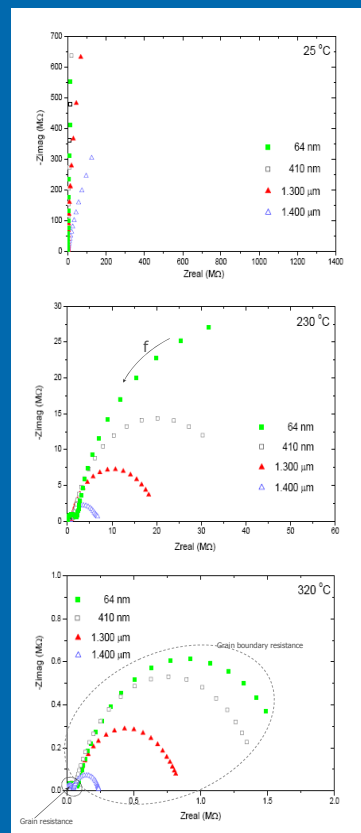 700
600
500
400
300
200
100
0
-Zimag (MΩ)
25 °C
64 nm
410 nm
1.300 µm
1.400 µm
0 200 400 600 800 1000 1200 1400
Zreal (MΩ)
30
25
20
15
10
5
0
-Zimag (MΩ)
230 °C
f
64 nm
410 nm
1.300 µm
1.400 µm
0 10 20 30 40 50 60
Zreal (MΩ)
1.0
0.8
0.6
0.4
0.2
0.0
-Zimag (MΩ)
320 °C
64 nm
410 nm
1.300 µm
1.400 µm
Grain boundary resistance
0.0 0.5 1.0 1.5 2.0
Zreal (MΩ)
Grain resistance